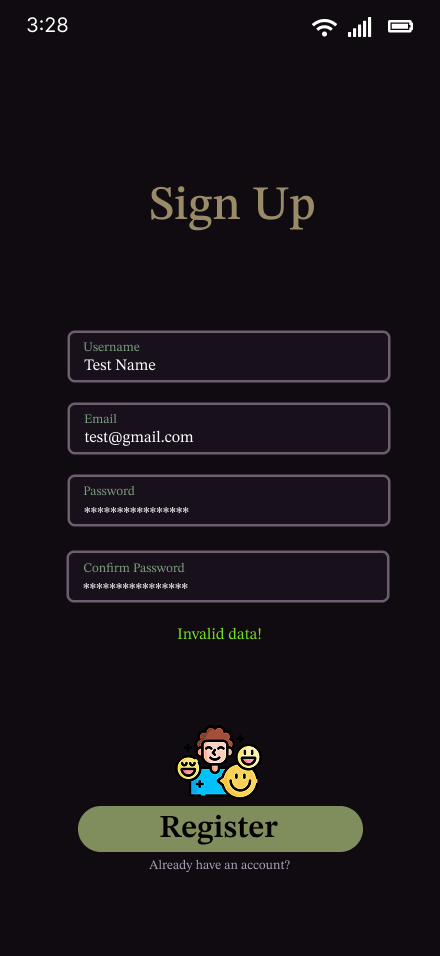 3:28
Sign Up
Username
Test Name
Email
test@gmail.com
Password
****************
Confirm Password
****************
Invalid data!
Register
Already have an account?